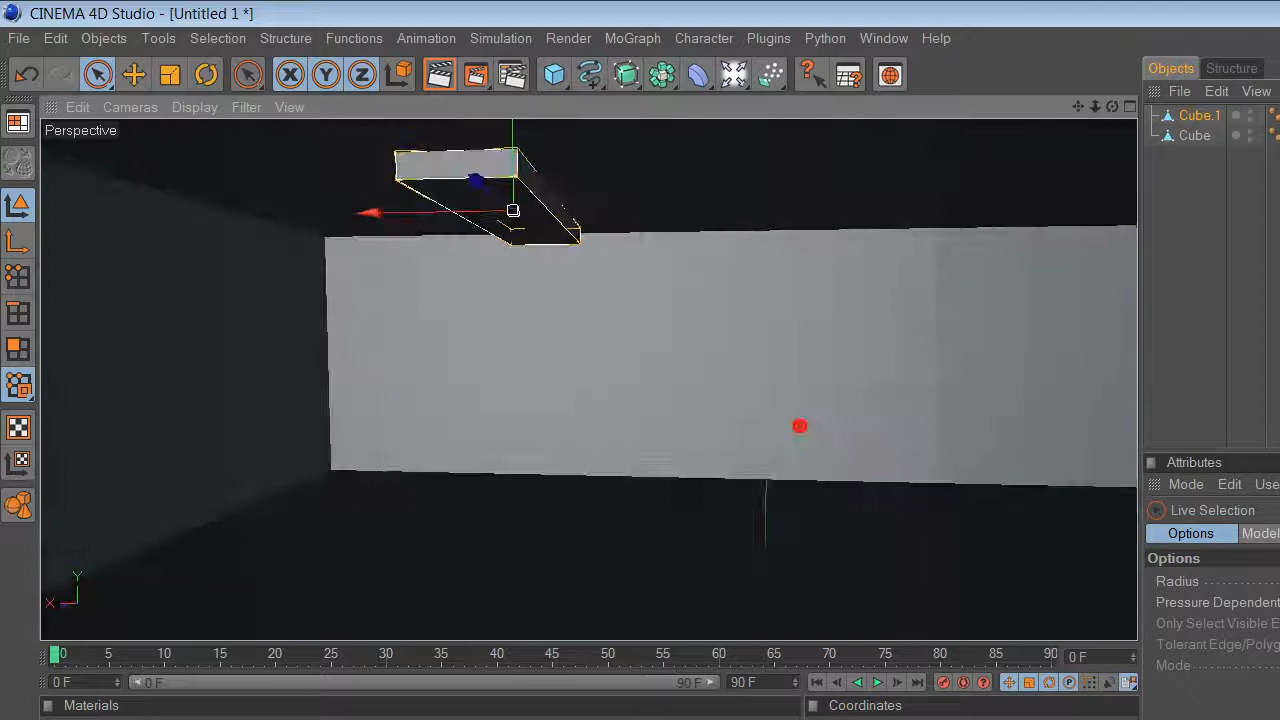 CINEMA 4D Studio - [Untitled 1 *]
File Edit Objects Tools Selection Structure Functions Animation Simulation Render MoGraph Character Plugins Python Window Help
X Y Z
Objects Structure
File Edit View
Edit Cameras Display Filter View
Perspective
Cube.1
Cube
Attributes
Mode Edit Use
Live Selection
Options Model
Options
Radius
Pressure Dependent
Only Select Visible E
Tolerant Edge/Polyg
Mode
Y
X
0 5 10 15 20 25 30 35 40 45 50 55 60 65 70 75 80 85 90
0 F
0 F 0 F 90 F 90 F
P
Materials
Coordinates